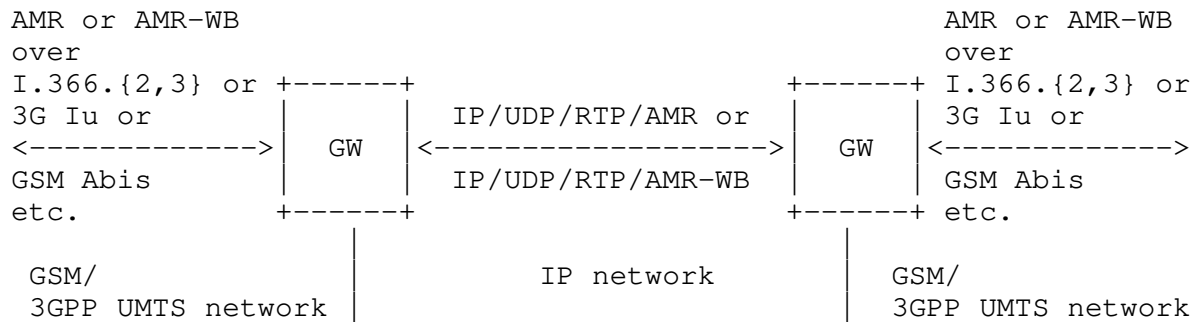 AMR or AMR-WB                                        AMR or AMR-WB
over                                                 over
I.366.{2,3} or +------+                     +------+ I.366.{2,3} or
3G Iu or       |      |  IP/UDP/RTP/AMR or  |      | 3G Iu or
<------------->|  GW  |<------------------->|  GW  |<------------->
GSM Abis       |      |  IP/UDP/RTP/AMR-WB  |      | GSM Abis
etc.           +------+                     +------+ etc.
GSM/                         IP network         GSM/
3GPP UMTS network                               3GPP UMTS network